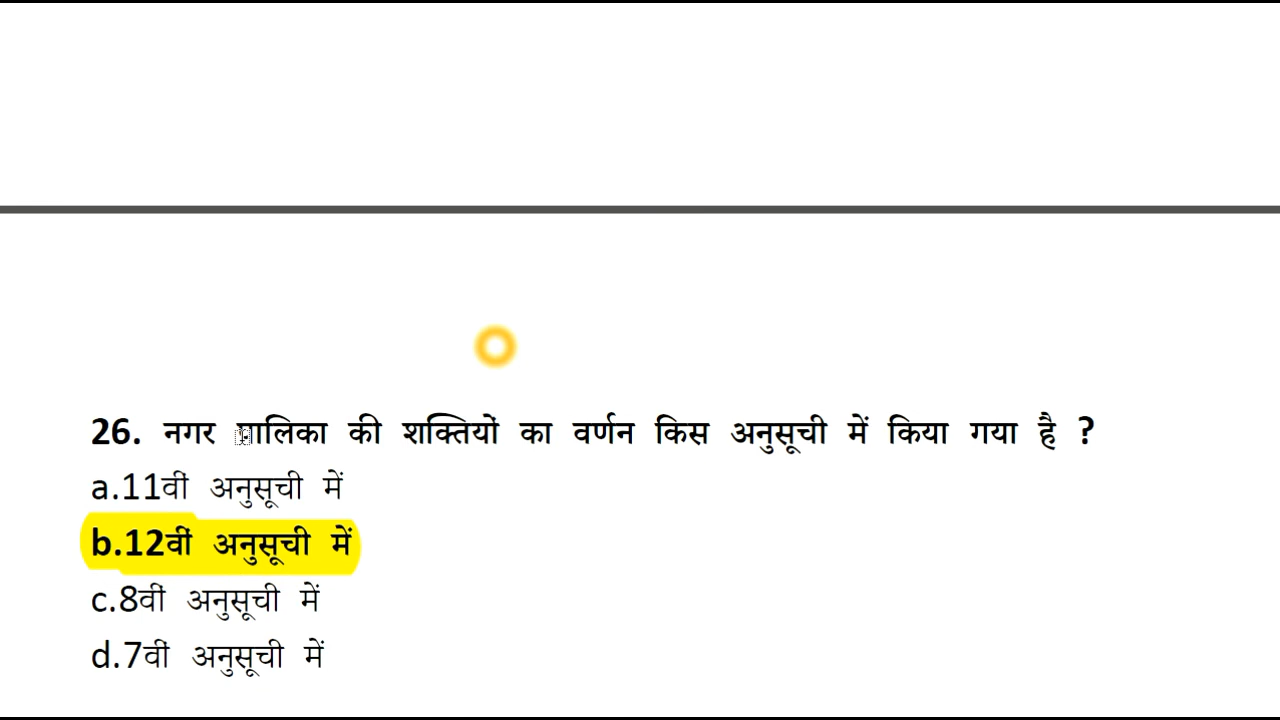 26. नगर पालिका की शक्तियों का वर्णन किस अनुसूची में किया गया है ?
a.11वीं अनुसूची में
b.12वीं अनुसूची में
c.8वीं अनुसूची में
d.7वीं अनुसूची में